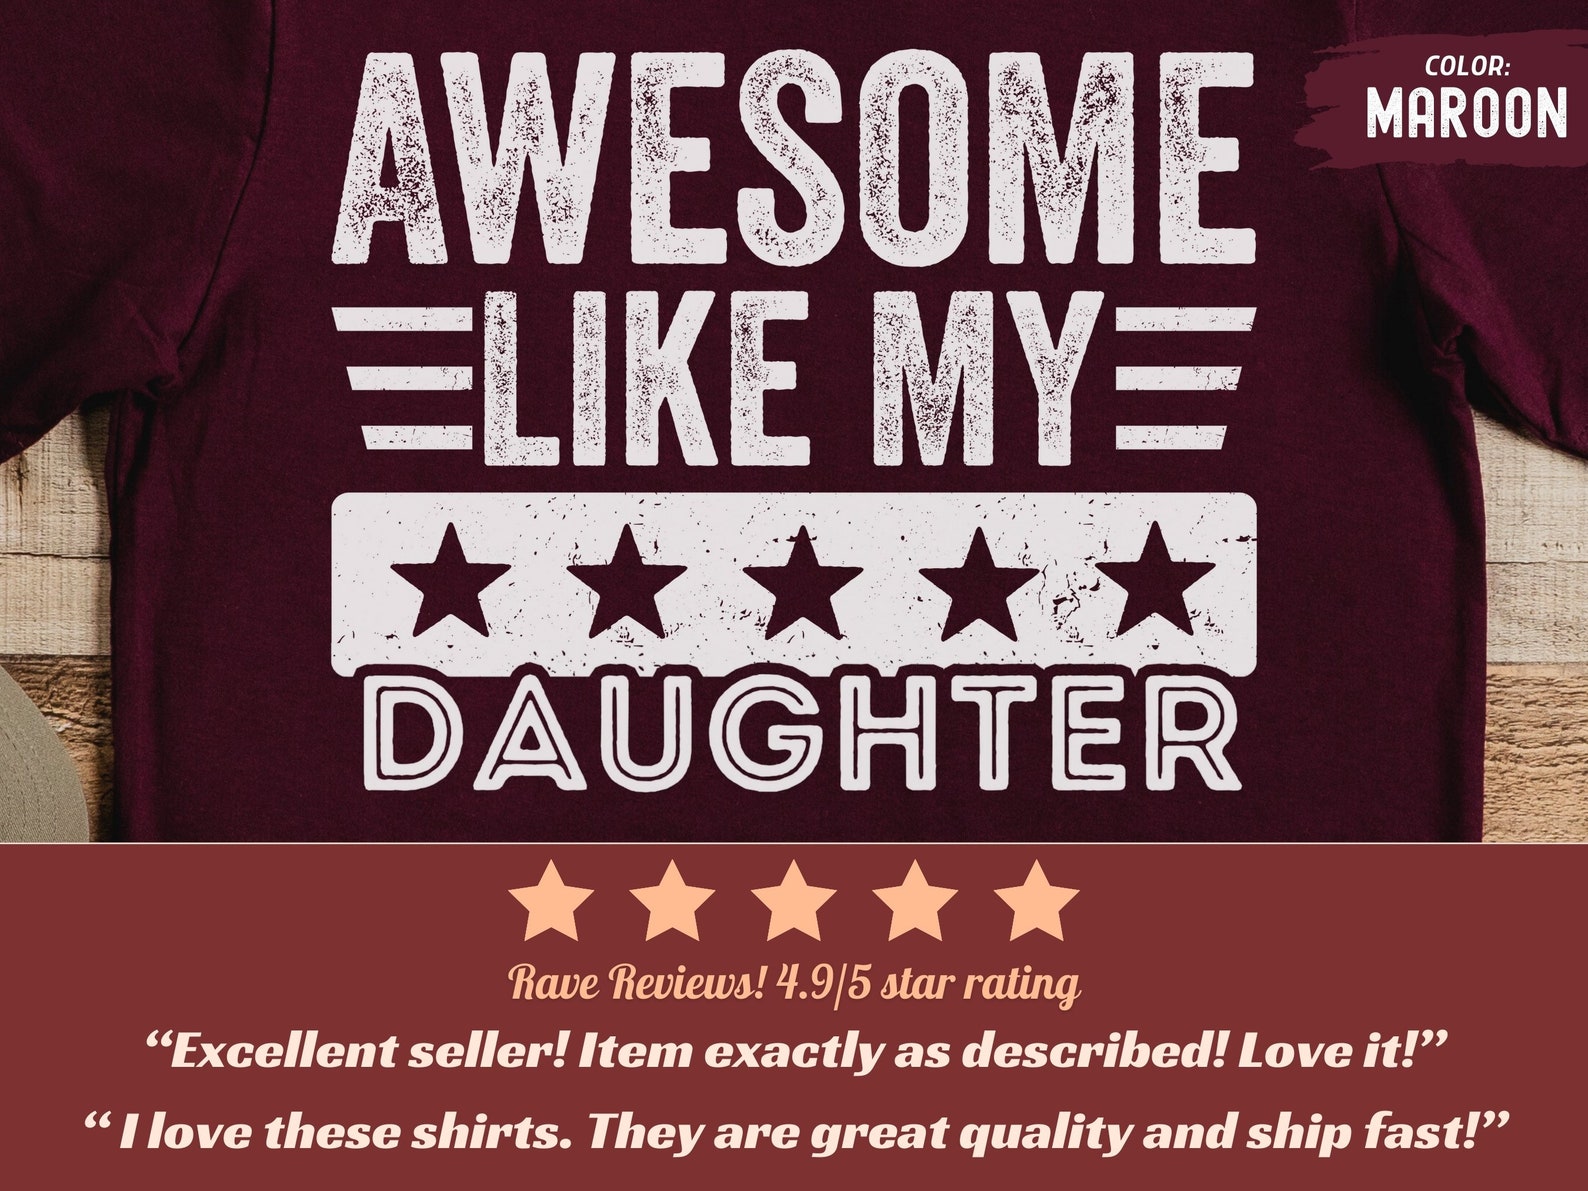 COLOR:
MAROON
AWESOME
LIKE MY
DAUGHTER
Rave Reviews! 4.9/5 star rating
“Excellent seller! Item exactly as described! Love it!”
“ I love these shirts. They are great quality and ship fast!”